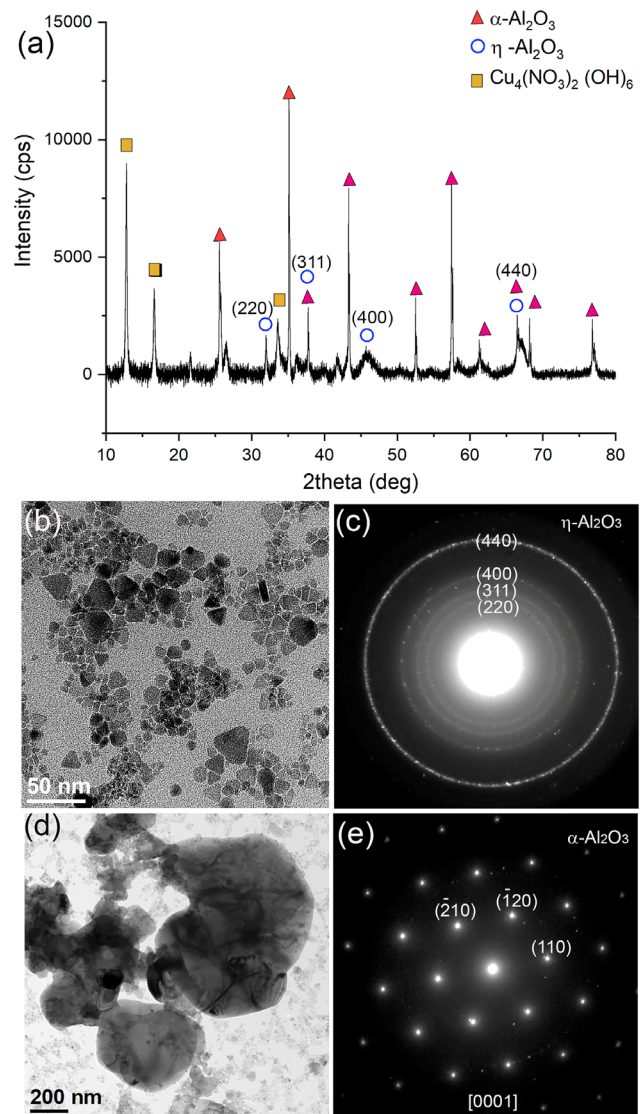 (a)
α-Al2O3
η -Al2O3
Cu4(NO3)2 (OH)6
15000
10000
5000
0
Intensity (cps)
(220)
(311)
(400)
(440)
10 20 30 40 50 60 70 80
2theta (deg)
(b)
50 nm
(c)
η-Al2O3
(440)
(400)
(311)
(220)
(d)
200 nm
(e)
α-Al2O3
(2̄10)
(1̄20)
(110)
[0001]